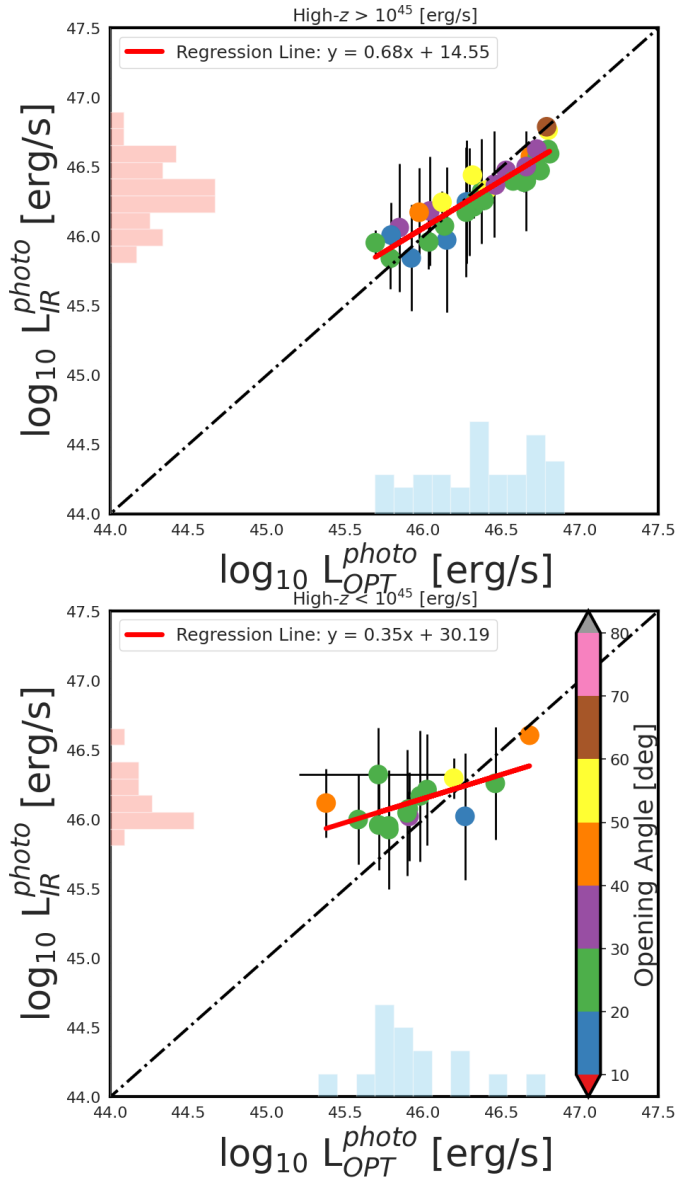 High-z > 10^45 [erg/s]
Regression Line: y = 0.68x + 14.55
47.5
47.0
46.5
46.0
45.5
45.0
44.5
44.0
log10 L_IR^photo [erg/s]
44.0 44.5 45.0 45.5 46.0 46.5 47.0 47.5
log10 L_OPT^photo [erg/s]
High-z < 10^45 [erg/s]
Regression Line: y = 0.35x + 30.19
47.5
47.0
46.5
46.0
45.5
45.0
44.5
44.0
log10 L_IR^photo [erg/s]
80
70
60
50
40
30
20
10
Opening Angle [deg]
44.0 44.5 45.0 45.5 46.0 46.5 47.0 47.5
log10 L_OPT^photo [erg/s]